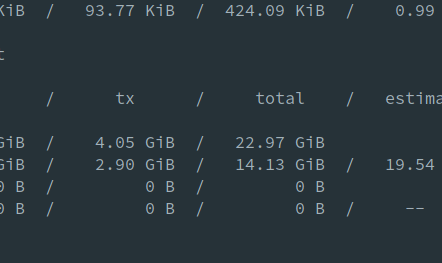 KiB / 93.77 KiB / 424.09 KiB / 0.99
t
/ tx / total / estima
GiB / 4.05 GiB / 22.97 GiB
GiB / 2.90 GiB / 14.13 GiB / 19.54
0 B / 0 B / 0 B
0 B / 0 B / 0 B / --